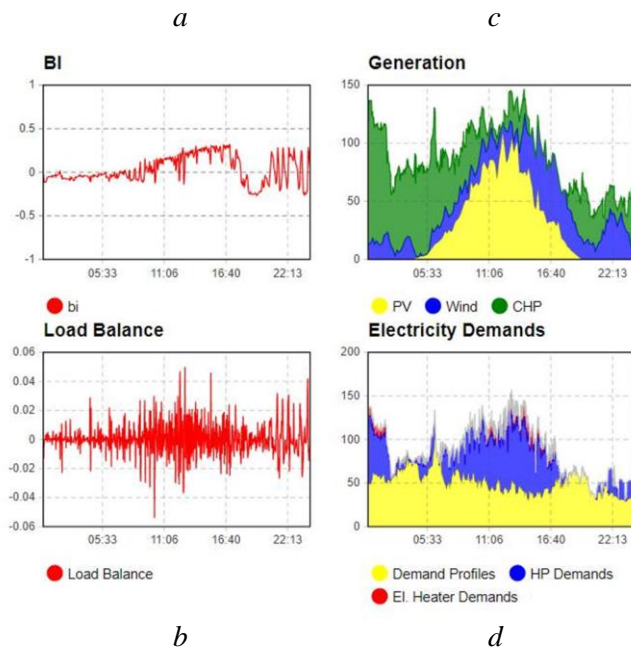 a
c
BI
1
0.5
0
-0.5
-1
05:33 11:06 16:40 22:13
bi
Generation
150
100
50
0
05:33 11:06 16:40 22:13
PV Wind CHP
Load Balance
0.06
0.04
0.02
0
-0.02
-0.04
-0.06
05:33 11:06 16:40 22:13
Load Balance
Electricity Demands
200
150
100
50
0
05:33 11:06 16:40 22:13
Demand Profiles HP Demands
El. Heater Demands
b
d